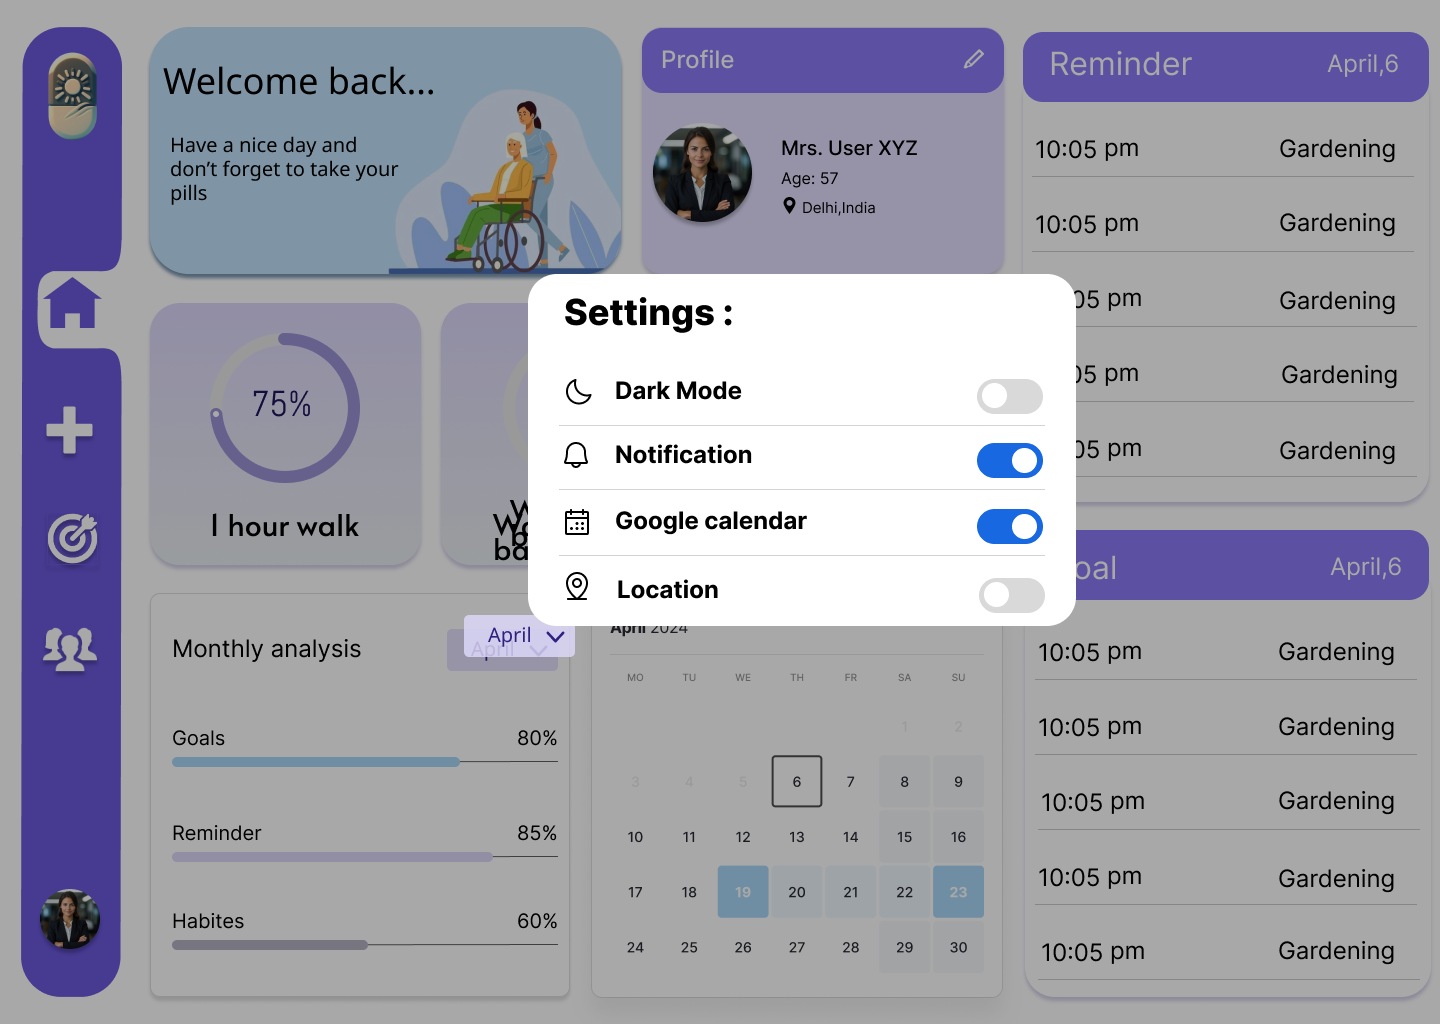 Welcome back...
Have a nice day and
don't forget to take your
pills
Profile
Mrs. User XYZ
Age: 57
Delhi,India
Reminder
April,6
10:05 pm
Gardening
10:05 pm
Gardening
05 pm
Gardening
05 pm
Gardening
05 pm
Gardening
75%
1 hour walk
Settings :
Dark Mode
Notification
Google calendar
Location
oal
April,6
10:05 pm
Gardening
10:05 pm
Gardening
10:05 pm
Gardening
10:05 pm
Gardening
10:05 pm
Gardening
Monthly analysis
April
April
Goals
80%
Reminder
85%
Habites
60%
April 2024
MO TU WE TH FR SA SU
1 2
3 4 5 6 7 8 9
10 11 12 13 14 15 16
17 18 19 20 21 22 23
24 25 26 27 28 29 30